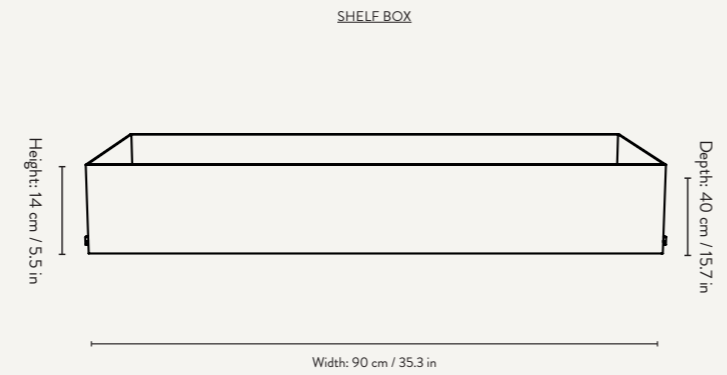 SHELF BOX
Height: 14 cm / 5.5 in
Depth: 40 cm / 15.7 in
Width: 90 cm / 35.3 in